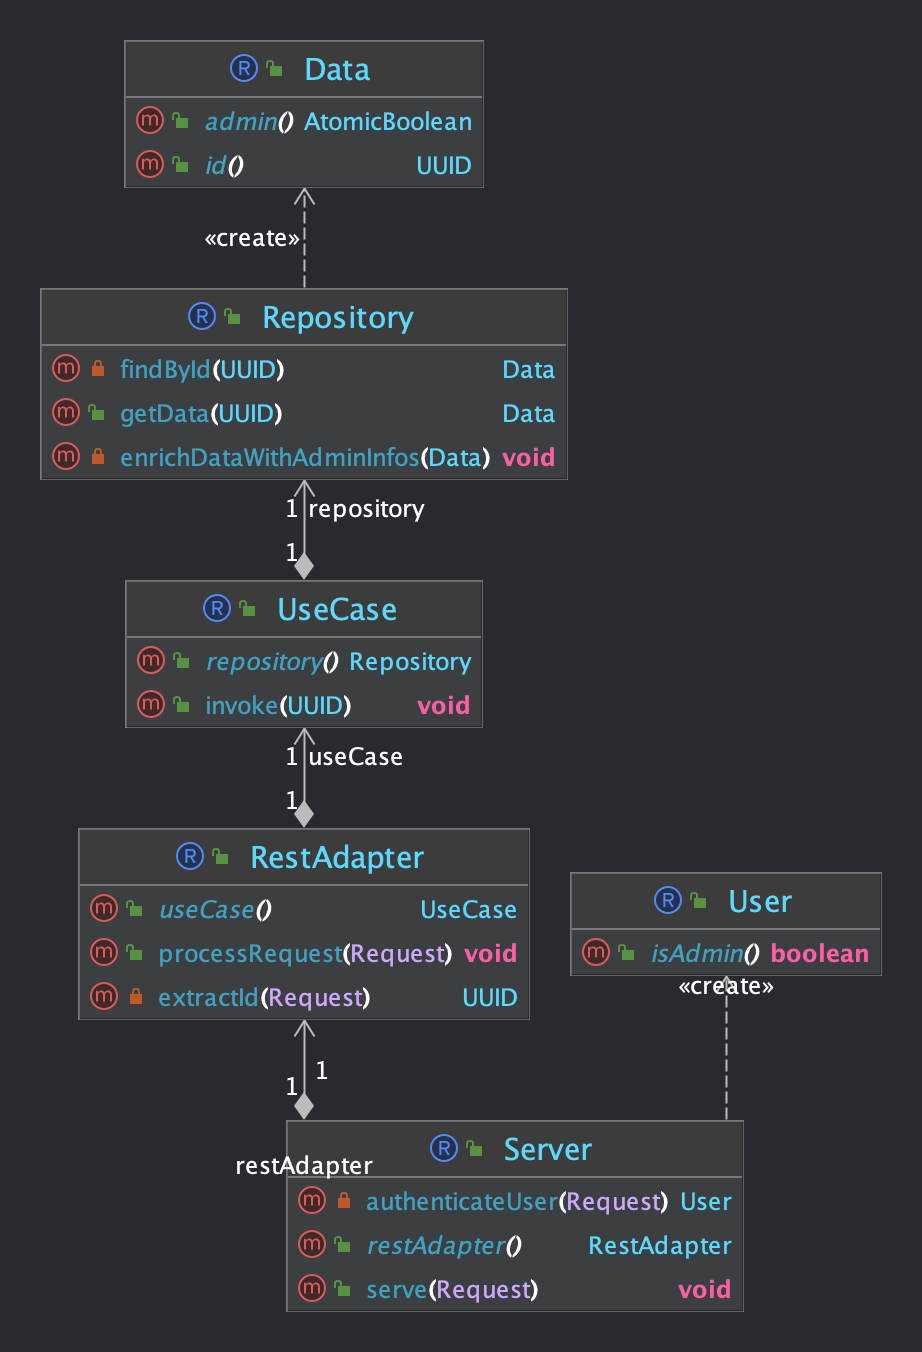 R Data
m admin() AtomicBoolean
m id() UUID
«create»
R Repository
m findById(UUID) Data
m getData(UUID) Data
m enrichDataWithAdminInfos(Data) void
1 repository
1
R UseCase
m repository() Repository
m invoke(UUID) void
1 useCase
1
R RestAdapter
m useCase() UseCase
m processRequest(Request) void
m extractId(Request) UUID
R User
m isAdmin() boolean
«create»
1
1
R Server
restAdapter
m authenticateUser(Request) User
m restAdapter() RestAdapter
m serve(Request) void